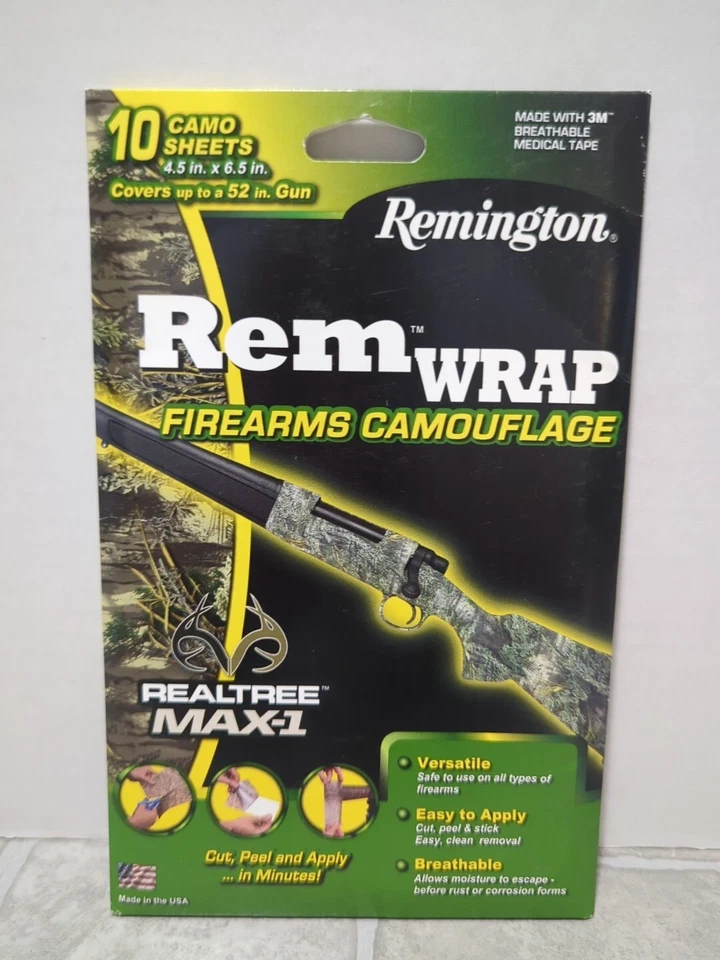 10 CAMO
SHEETS
4.5 in. x 6.5 in.
Covers up to a 52 in. Gun
MADE WITH 3M™
BREATHABLE
MEDICAL TAPE
Remington®
Rem™
WRAP
FIREARMS CAMOUFLAGE
REALTREE™
MAX-1
Cut, Peel and Apply
... in Minutes!
Made in the USA
Versatile
Safe to use on all types of
firearms
Easy to Apply
Cut, peel & stick
Easy, clean removal
Breathable
Allows moisture to escape -
before rust or corrosion forms